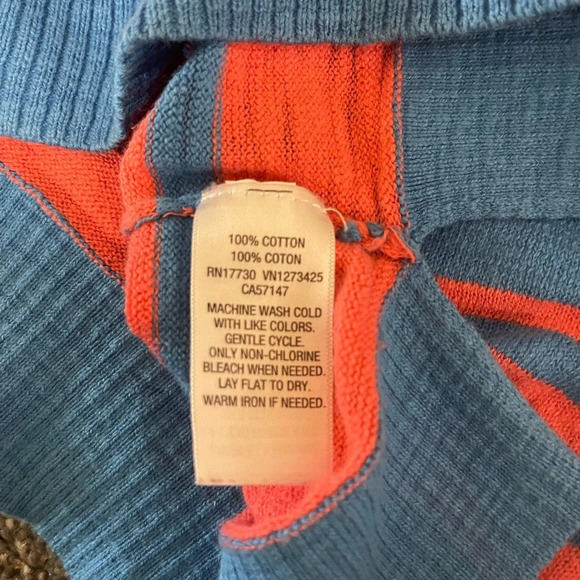 100% COTTON
100% COTON
RN17730 VN1273425
CA57147
MACHINE WASH COLD
WITH LIKE COLORS.
GENTLE CYCLE.
ONLY NON-CHLORINE
BLEACH WHEN NEEDED.
LAY FLAT TO DRY.
WARM IRON IF NEEDED.